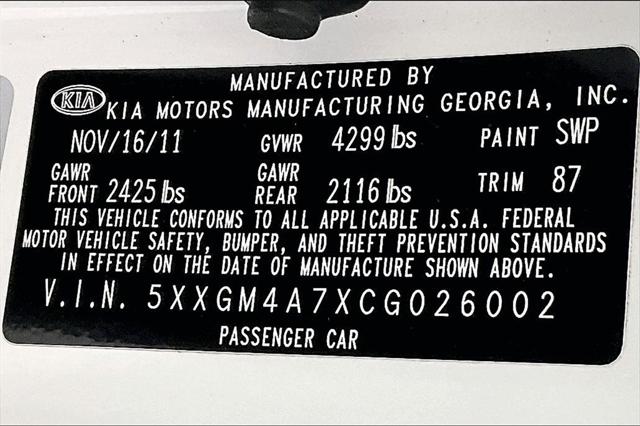 MANUFACTURED BY
KIA KIA MOTORS MANUFACTURING GEORGIA, INC.
NOV/16/11 GVWR 4299 lbs PAINT SWP
GAWR FRONT 2425 lbs GAWR REAR 2116 lbs TRIM 87
THIS VEHICLE CONFORMS TO ALL APPLICABLE U.S.A. FEDERAL
MOTOR VEHICLE SAFETY, BUMPER, AND THEFT PREVENTION STANDARDS
IN EFFECT ON THE DATE OF MANUFACTURE SHOWN ABOVE.
V.I.N. 5XXGM4A7XCG026002
PASSENGER CAR